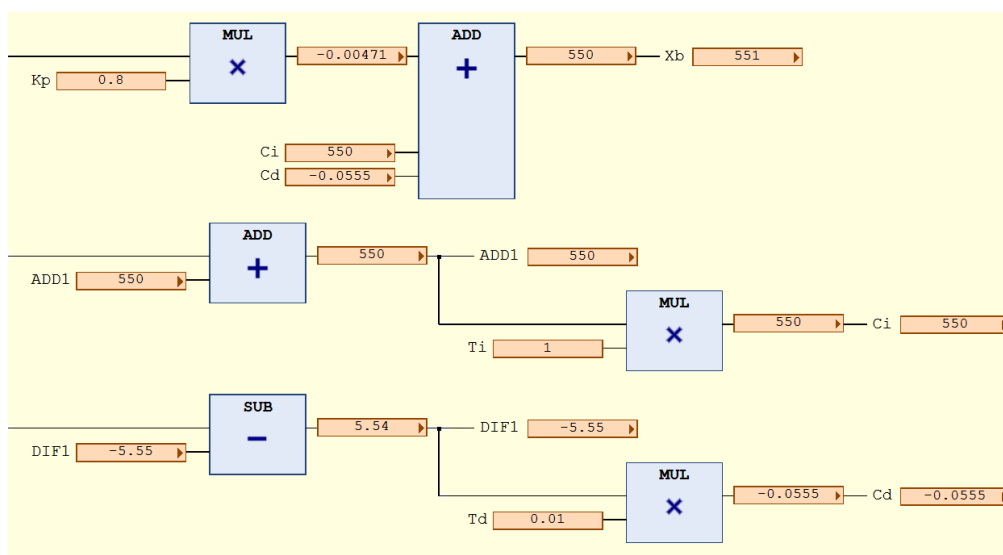 MUL
-0.00471
ADD
550
Xb
551
Kp
0.8
Ci
550
Cd
-0.0555
ADD
550
ADD1
550
ADD1
550
MUL
550
Ci
550
Ti
1
SUB
5.54
DIF1
-5.55
DIF1
-5.55
MUL
-0.0555
Cd
-0.0555
Td
0.01